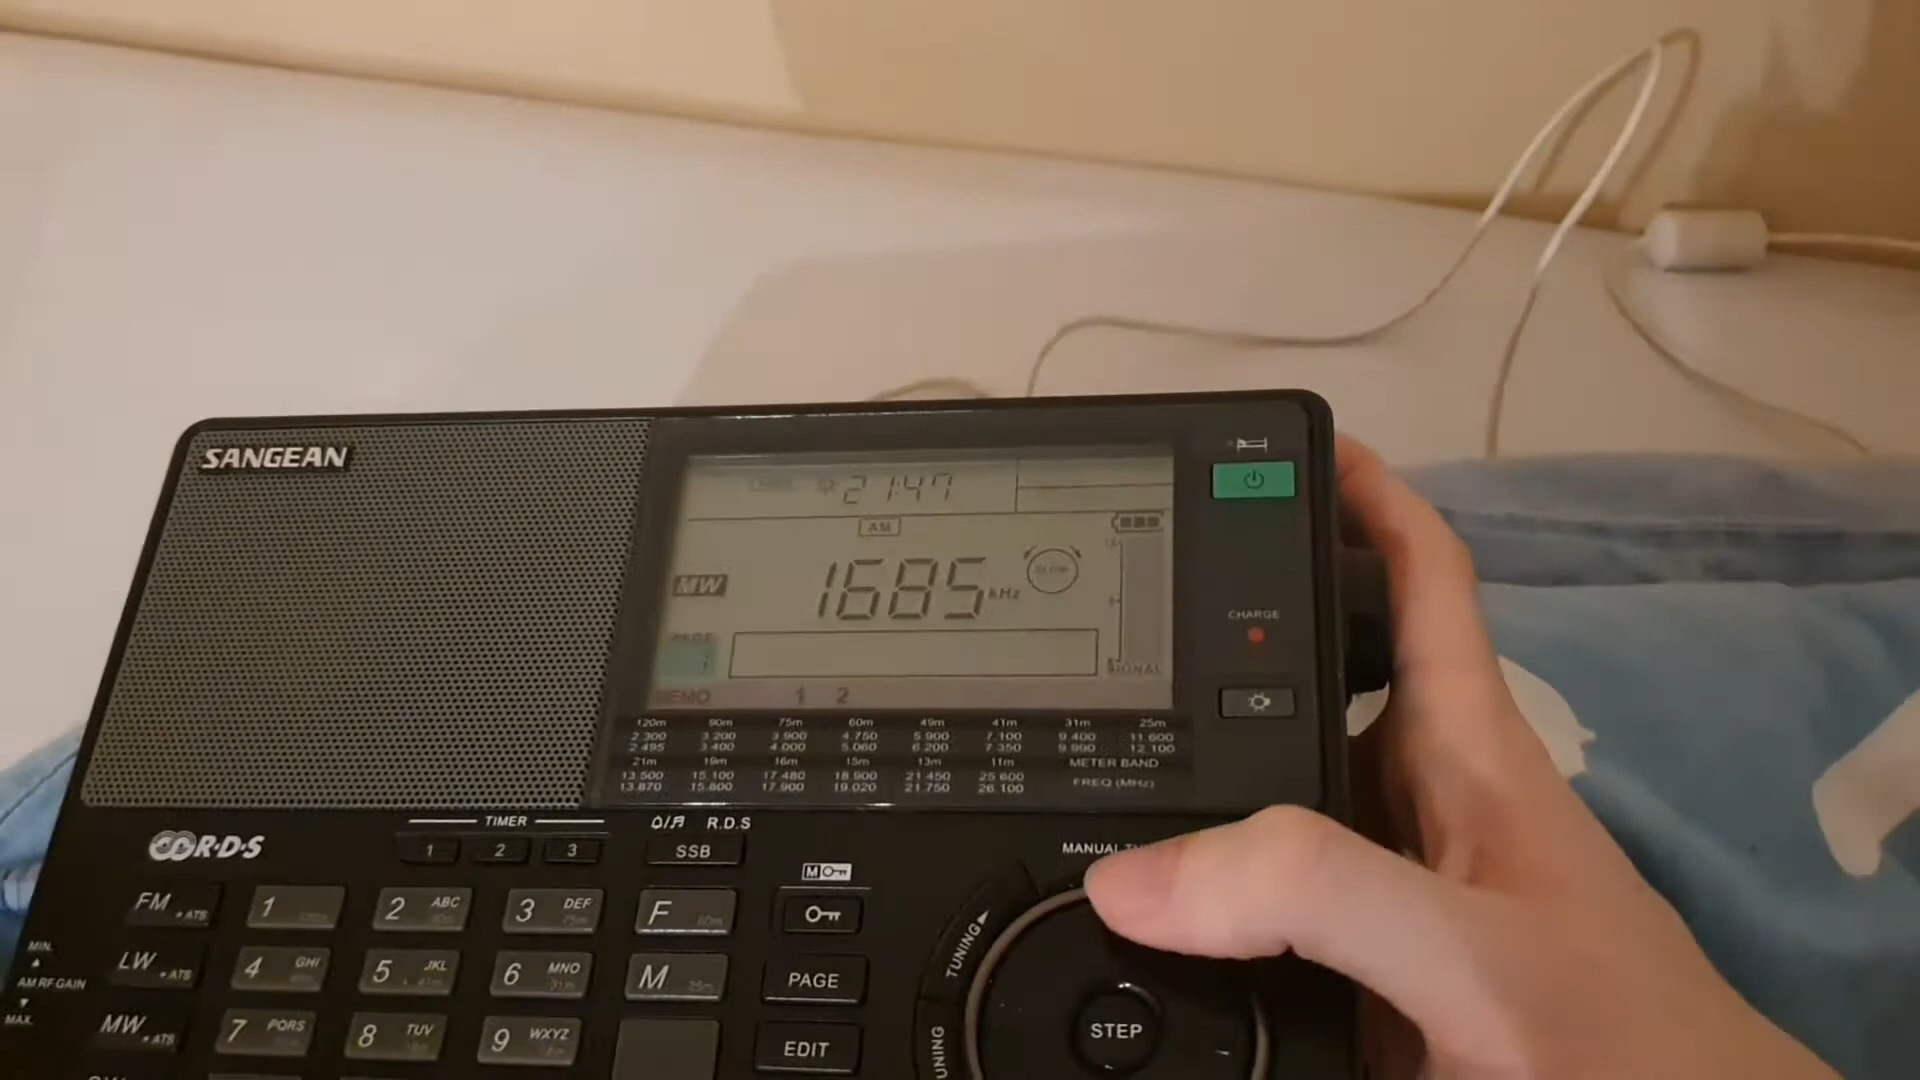 SANGEAN
21:47
AM
MW
1685 kHz
SLOW
PAGE
1
MEMO 1 2
SIGNAL
CHARGE
120m 90m 75m 60m 49m 41m 31m 25m
2.300 3.200 3.900 4.750 5.900 7.100 9.400 11.600
2.495 3.400 4.000 5.060 6.200 7.350 9.990 12.100
21m 19m 16m 15m 13m 11m METER BAND
13.500 15.100 17.480 18.900 21.450 25.600 FREQ (MHz)
13.870 15.800 17.900 19.020 21.750 26.100
R·D·S
TIMER
1 2 3
R.D.S
SSB
MANUAL
M
FM • ATS
1
2 ABC
3 DEF
F
TUNING
LW • ATS
4 GHI
5 JKL
6 MNO
M
PAGE
MIN.
AM RF GAIN
MAX.
MW • ATS
7 PQRS
8 TUV
9 WXYZ
EDIT
STEP